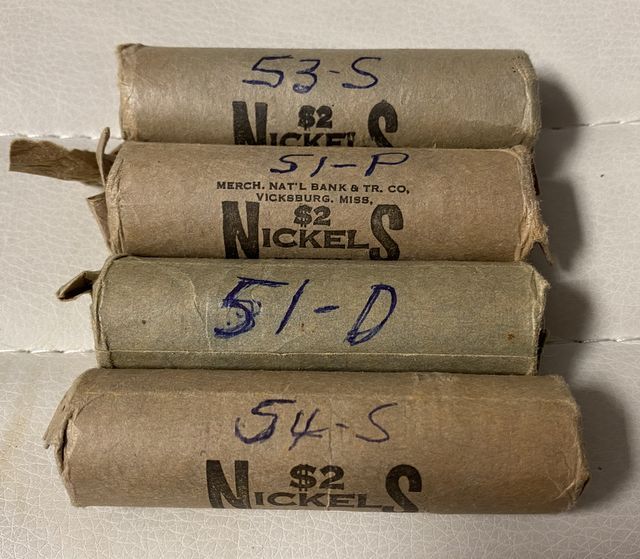 53-S
$2
NICKELS
51-P
MERCH. NAT'L BANK & TR. CO,
VICKSBURG. MISS,
$2
NICKELS
51-D
54-S
$2
NICKELS